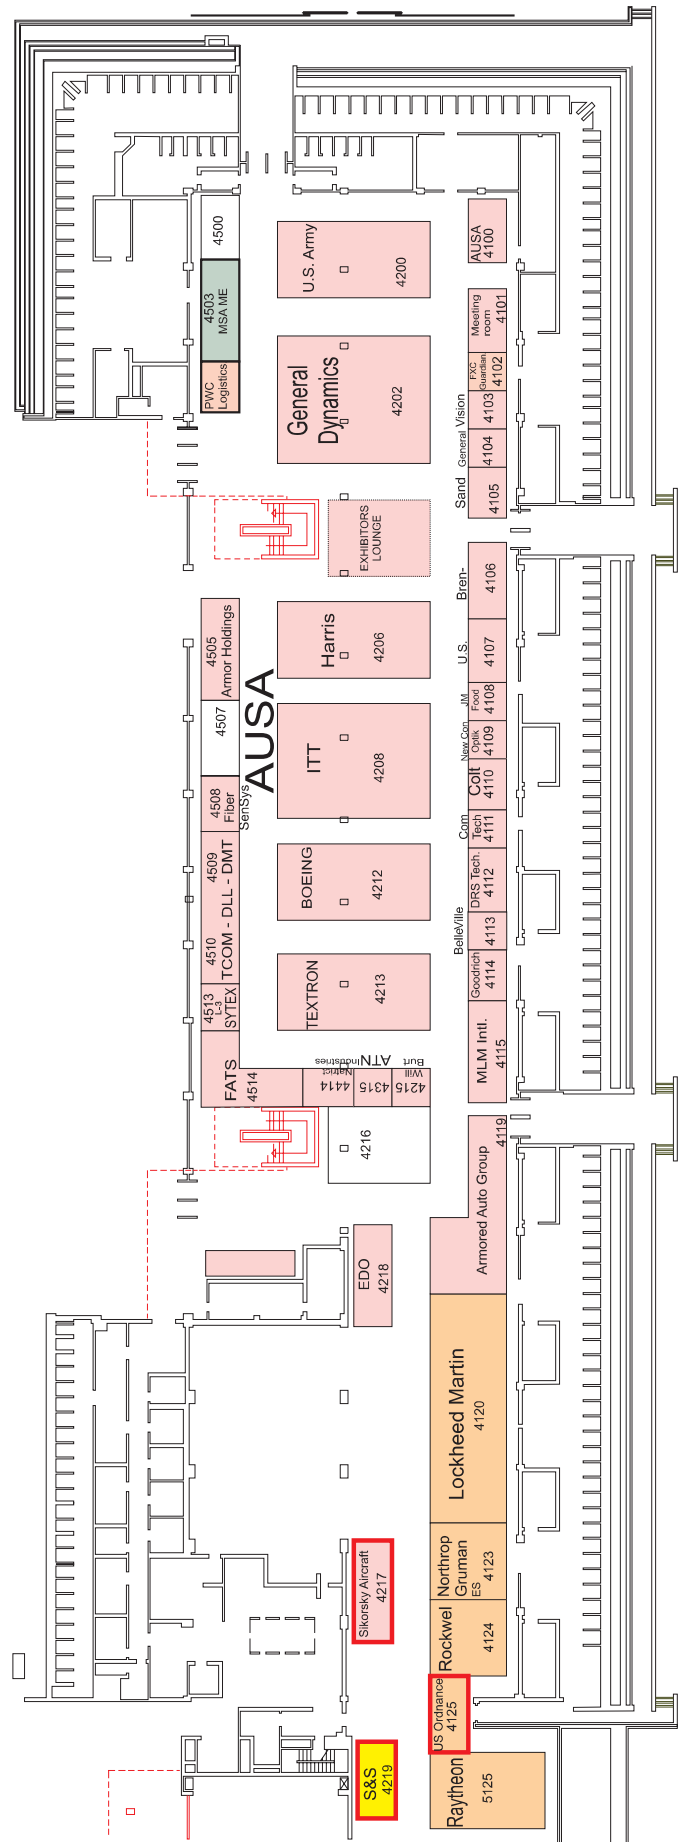 4500
4503
MSA ME
PWC
Logistics
U.S. Army
4200
General
Dynamics
4202
EXHIBITORS
LOUNGE
AUSA
4100
Meeting
room
4101
FXC
Guardian
4102
Vision
4103
General
4104
Sand
4105
Bren-
4106
U.S.
4107
JM
Food
4108
New Con
Optik
4109
Colt
4110
Com
Tech
4111
DRS Tech.
4112
BelleVille
4113
Goodrich
4114
MLM Intl.
4115
4505
Armor Holdings
4507
4508
Fiber
SenSys
AUSA
4509
4510
TCOM - DLL - DMT
4513
L-3
SYTEX
FATS
4514
Harris
4206
ITT
4208
BOEING
4212
TEXTRON
4213
Natrict
Industries
4414
ATN
4315
Burt
Will
4215
4216
Armored Auto Group
4119
EDO
4218
Lockheed Martin
4120
Sikorsky Aircraft
4217
Northrop
Gruman
ES
4123
Rockwel
4124
US Ordnance
4125
S&S
4219
Raytheon
5125